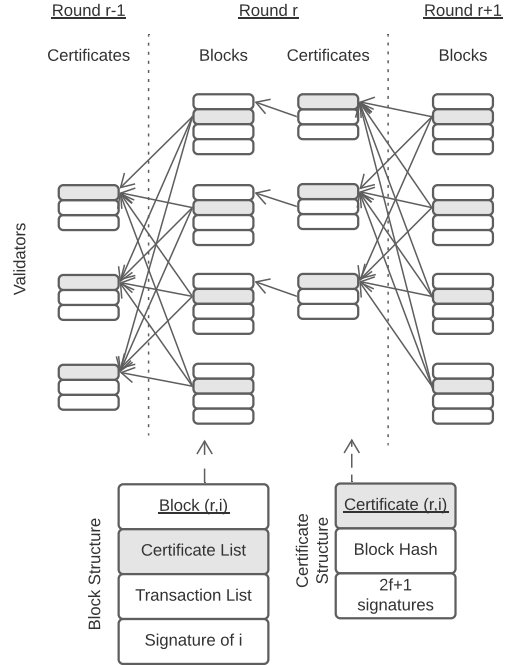 Round r-1
Round r
Round r+1
Certificates
Blocks
Certificates
Blocks
Validators
Block Structure
Block (r,i)
Certificate List
Transaction List
Signature of i
Certificate
Structure
Certificate (r,i)
Block Hash
2f+1
signatures